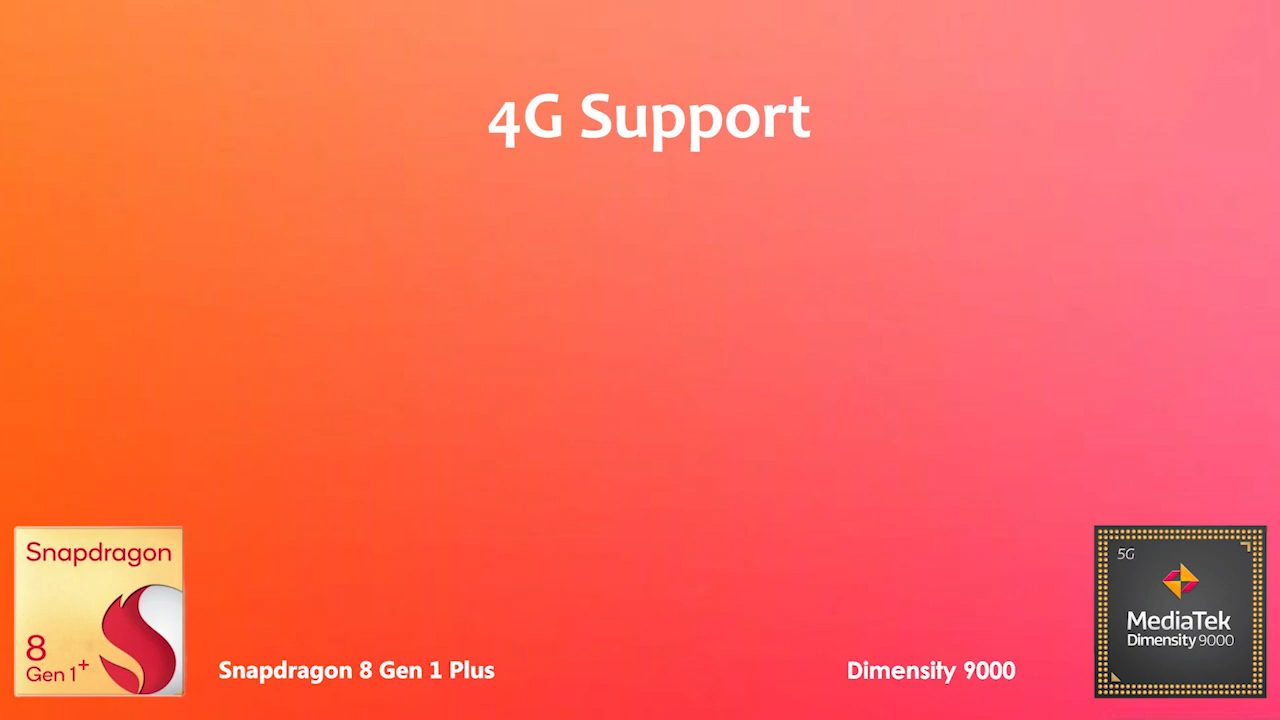 4G Support
Snapdragon
8
Gen 1+
Snapdragon 8 Gen 1 Plus
Dimensity 9000
5G
MediaTek
Dimensity 9000